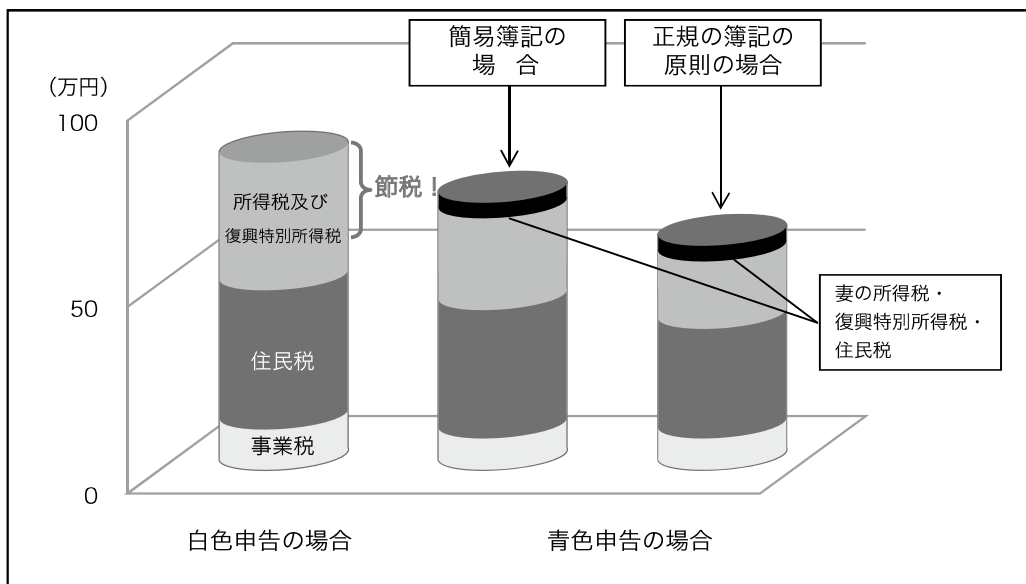 簡易簿記の
場　合
正規の簿記の
原則の場合
（万円）
100
50
0
節税！
所得税及び
復興特別所得税
住民税
事業税
妻の所得税・
復興特別所得税・
住民税
白色申告の場合
青色申告の場合